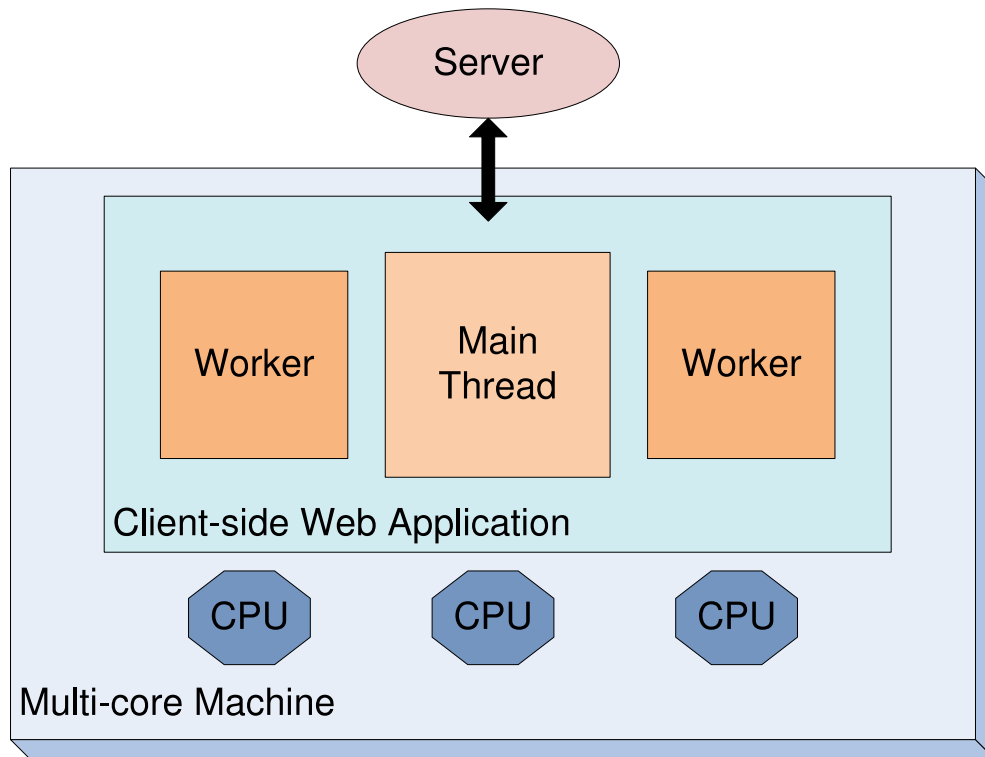 Server
Worker
Main
Thread
Worker
Client-side Web Application
CPU
CPU
CPU
Multi-core Machine